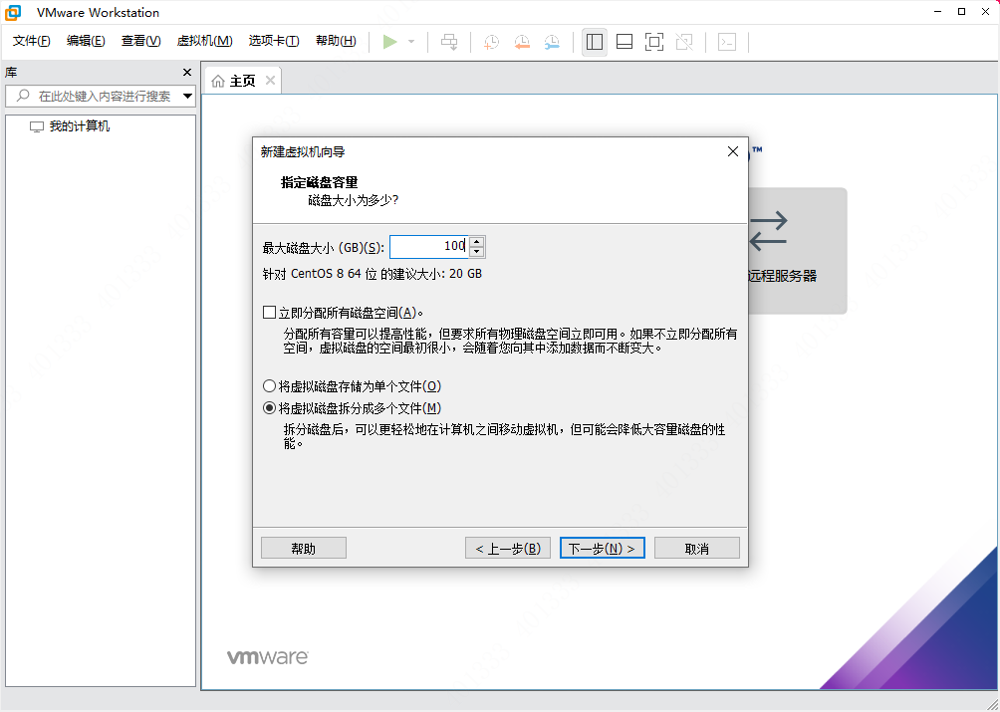 VMware Workstation
文件(F) 编辑(E) 查看(V) 虚拟机(M) 选项卡(T) 帮助(H)
库
主页
在此处键入内容进行搜索
我的计算机
™
新建虚拟机向导
指定磁盘容量
磁盘大小为多少?
最大磁盘大小 (GB)(S): 100
针对 CentOS 8 64 位 的建议大小: 20 GB
远程服务器
立即分配所有磁盘空间(A)。
分配所有容量可以提高性能，但要求所有物理磁盘空间立即可用。如果不立即分配所有
空间，虚拟磁盘的空间最初很小，会随着您向其中添加数据而不断变大。
将虚拟磁盘存储为单个文件(O)
将虚拟磁盘拆分成多个文件(M)
拆分磁盘后，可以更轻松地在计算机之间移动虚拟机，但可能会降低大容量磁盘的性
能。
帮助 < 上一步(B) 下一步(N) > 取消
vmware